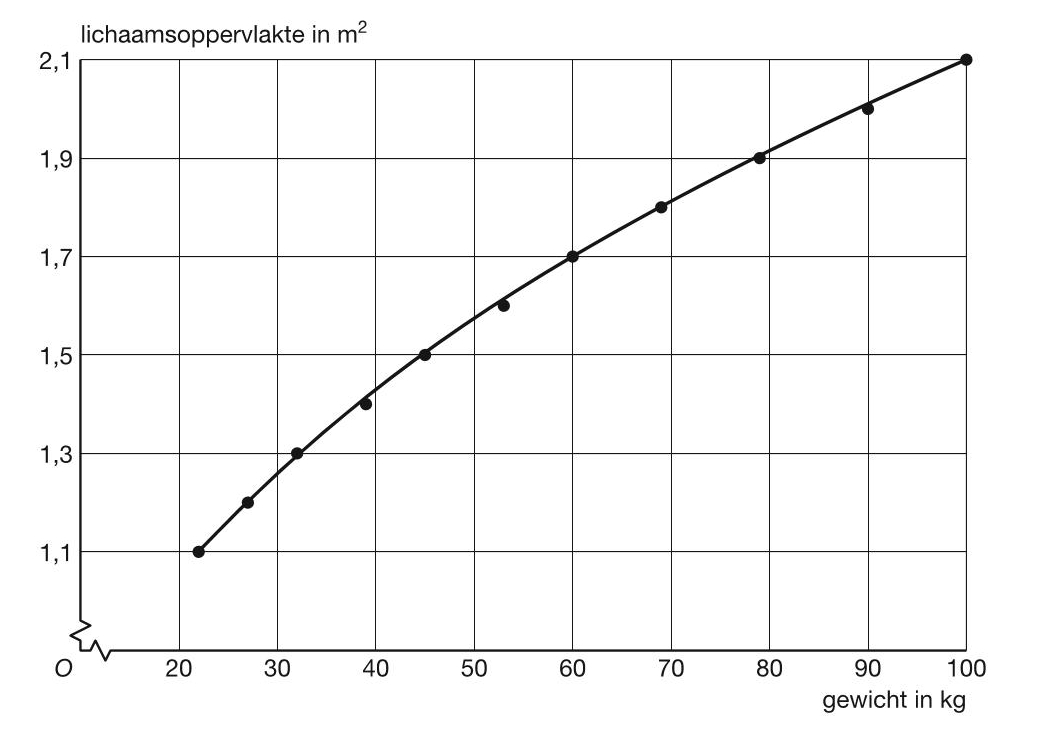 lichaamsoppervlakte in m²
2,1
1,9
1,7
1,5
1,3
1,1
O 20 30 40 50 60 70 80 90 100
gewicht in kg